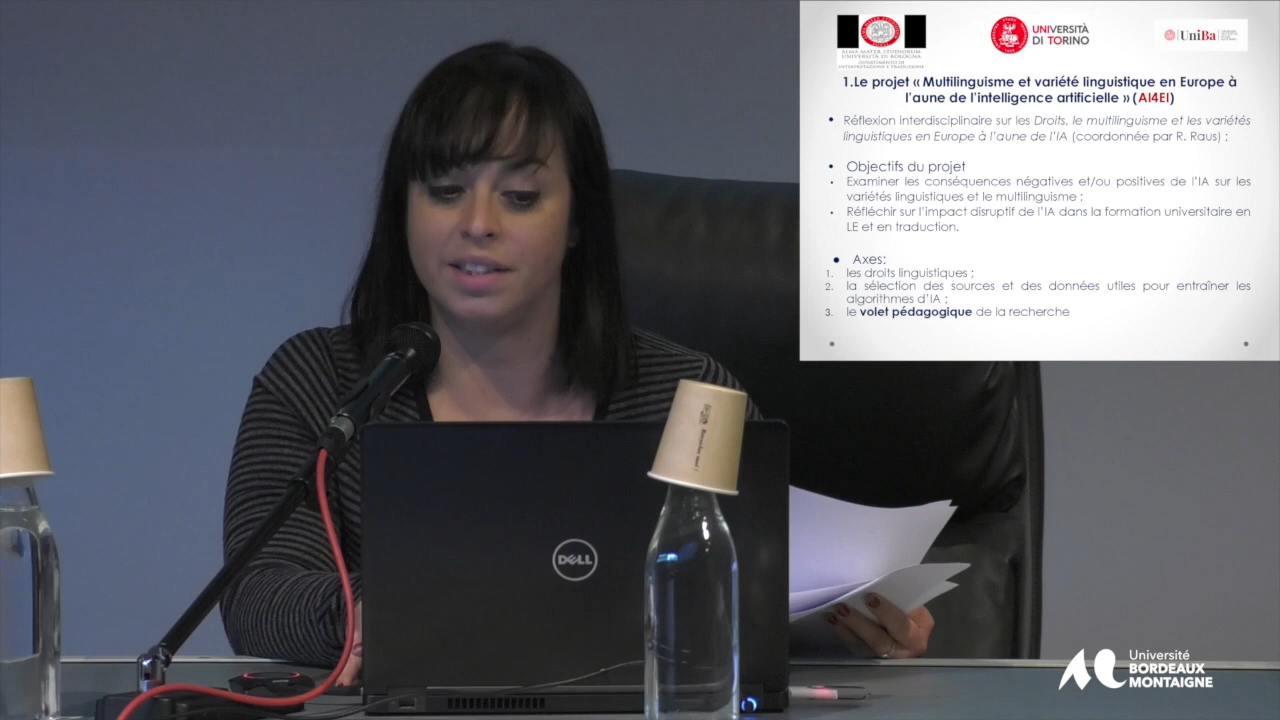 ALMA MATER STUDIORUM
UNIVERSITÀ DI BOLOGNA
DIPARTIMENTO DI
INTERPRETAZIONE E TRADUZIONE
UNIVERSITÀ
DI TORINO
UniBa
1.Le projet « Multilinguisme et variété linguistique en Europe à
l'aune de l'intelligence artificielle » (AI4EI)
• Réflexion interdisciplinaire sur les Droits, le multilinguisme et les variétés
linguistiques en Europe à l'aune de l'IA (coordonnée par R. Raus) ;
• Objectifs du projet
• Examiner les conséquences négatives et/ou positives de l'IA sur les
variétés linguistiques et le multilinguisme ;
• Réfléchir sur l'impact disruptif de l'IA dans la formation universitaire en
LE et en traduction.
• Axes:
1. les droits linguistiques ;
2. la sélection des sources et des données utiles pour entraîner les
algorithmes d'IA ;
3. le volet pédagogique de la recherche
DELL
Université
BORDEAUX
MONTAIGNE